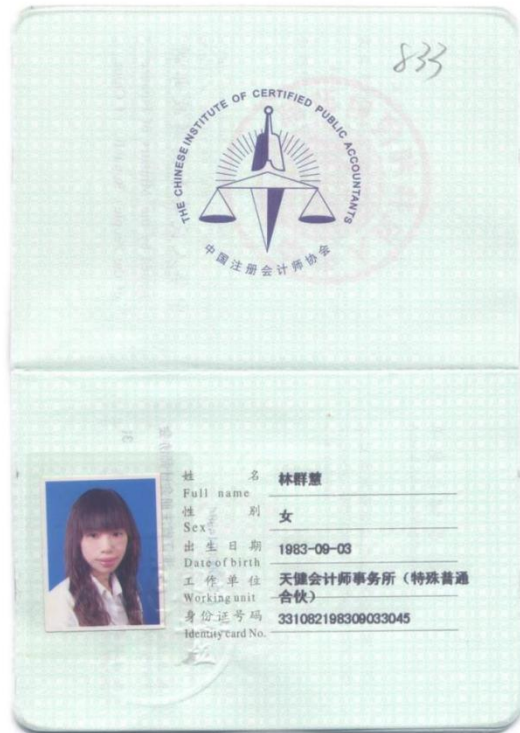 833
THE CHINESE INSTITUTE OF CERTIFIED PUBLIC ACCOUNTANTS
中国注册会计师协会
姓 名 林群慧
Full name
性 别 女
Sex
出 生 日 期 1983-09-03
Date of birth
工 作 单 位 天健会计师事务所（特殊普通
Working unit 合伙）
身份证号码 331082198309033045
Identity card No.